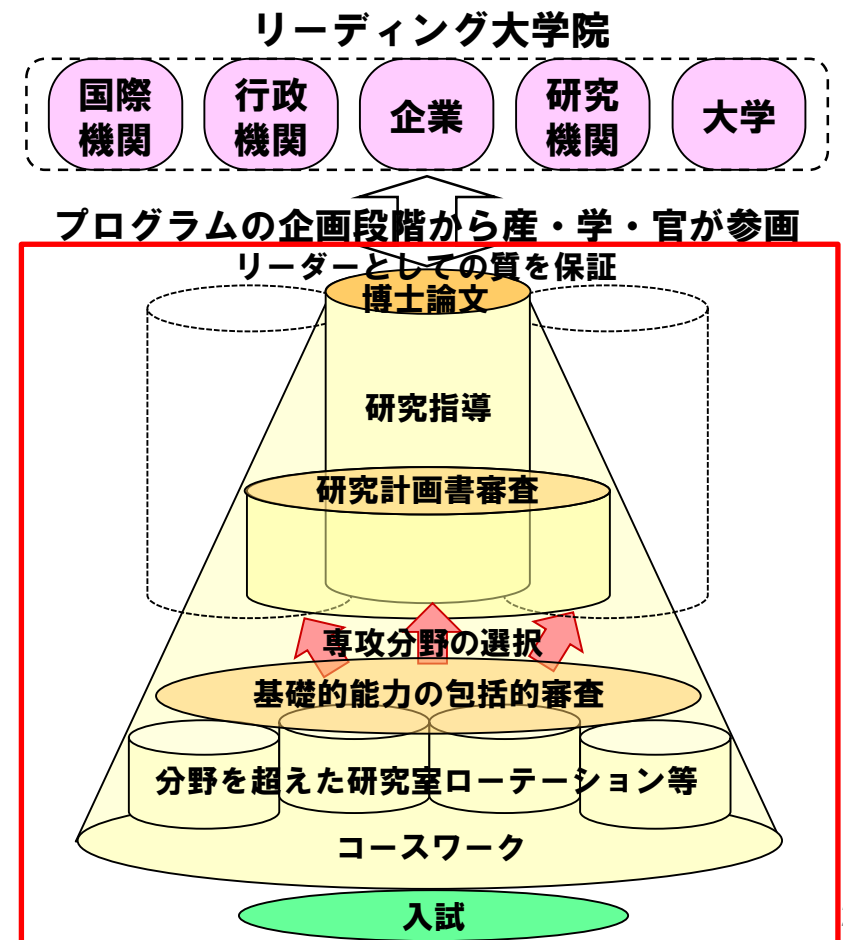 リーディング大学院
国際
機関
行政
機関
企業
研究
機関
大学
プログラムの企画段階から産・学・官が参画
リーダーとしての質を保証
博士論文
研究指導
研究計画書審査
専攻分野の選択
基礎的能力の包括的審査
分野を超えた研究室ローテーション等
コースワーク
入試